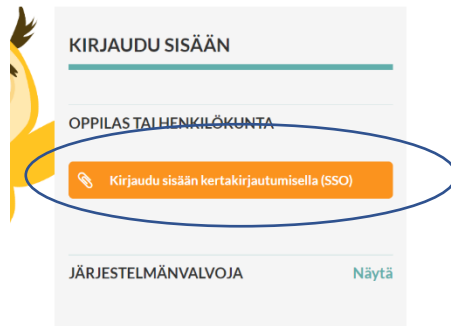 KIRJAUDU SISÄÄN
OPPILAS TAI HENKILÖKUNTA
Kirjaudu sisään kertakirjautumisella (SSO)
JÄRJESTELMÄNVALVOJA Näytä